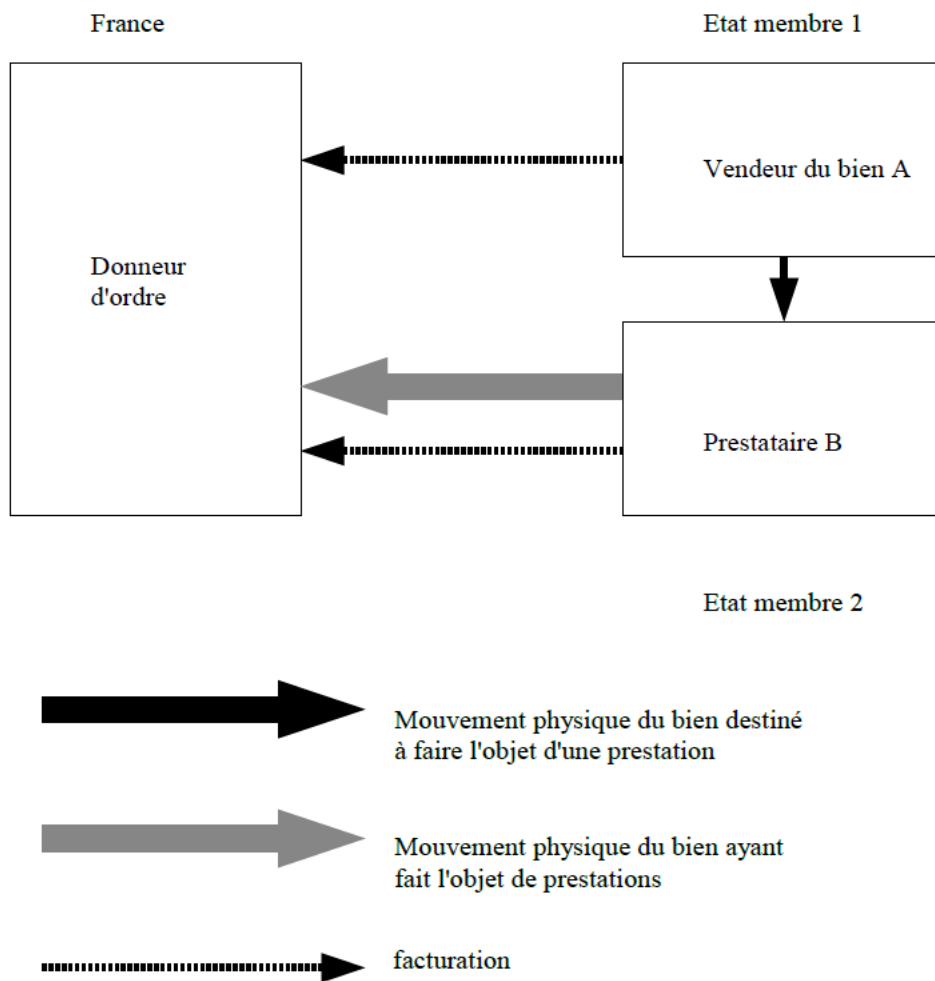 France
Etat membre 1
Vendeur du bien A
Donneur
d'ordre
Prestataire B
Etat membre 2
Mouvement physique du bien destiné
à faire l'objet d'une prestation
Mouvement physique du bien ayant
fait l'objet de prestations
facturation